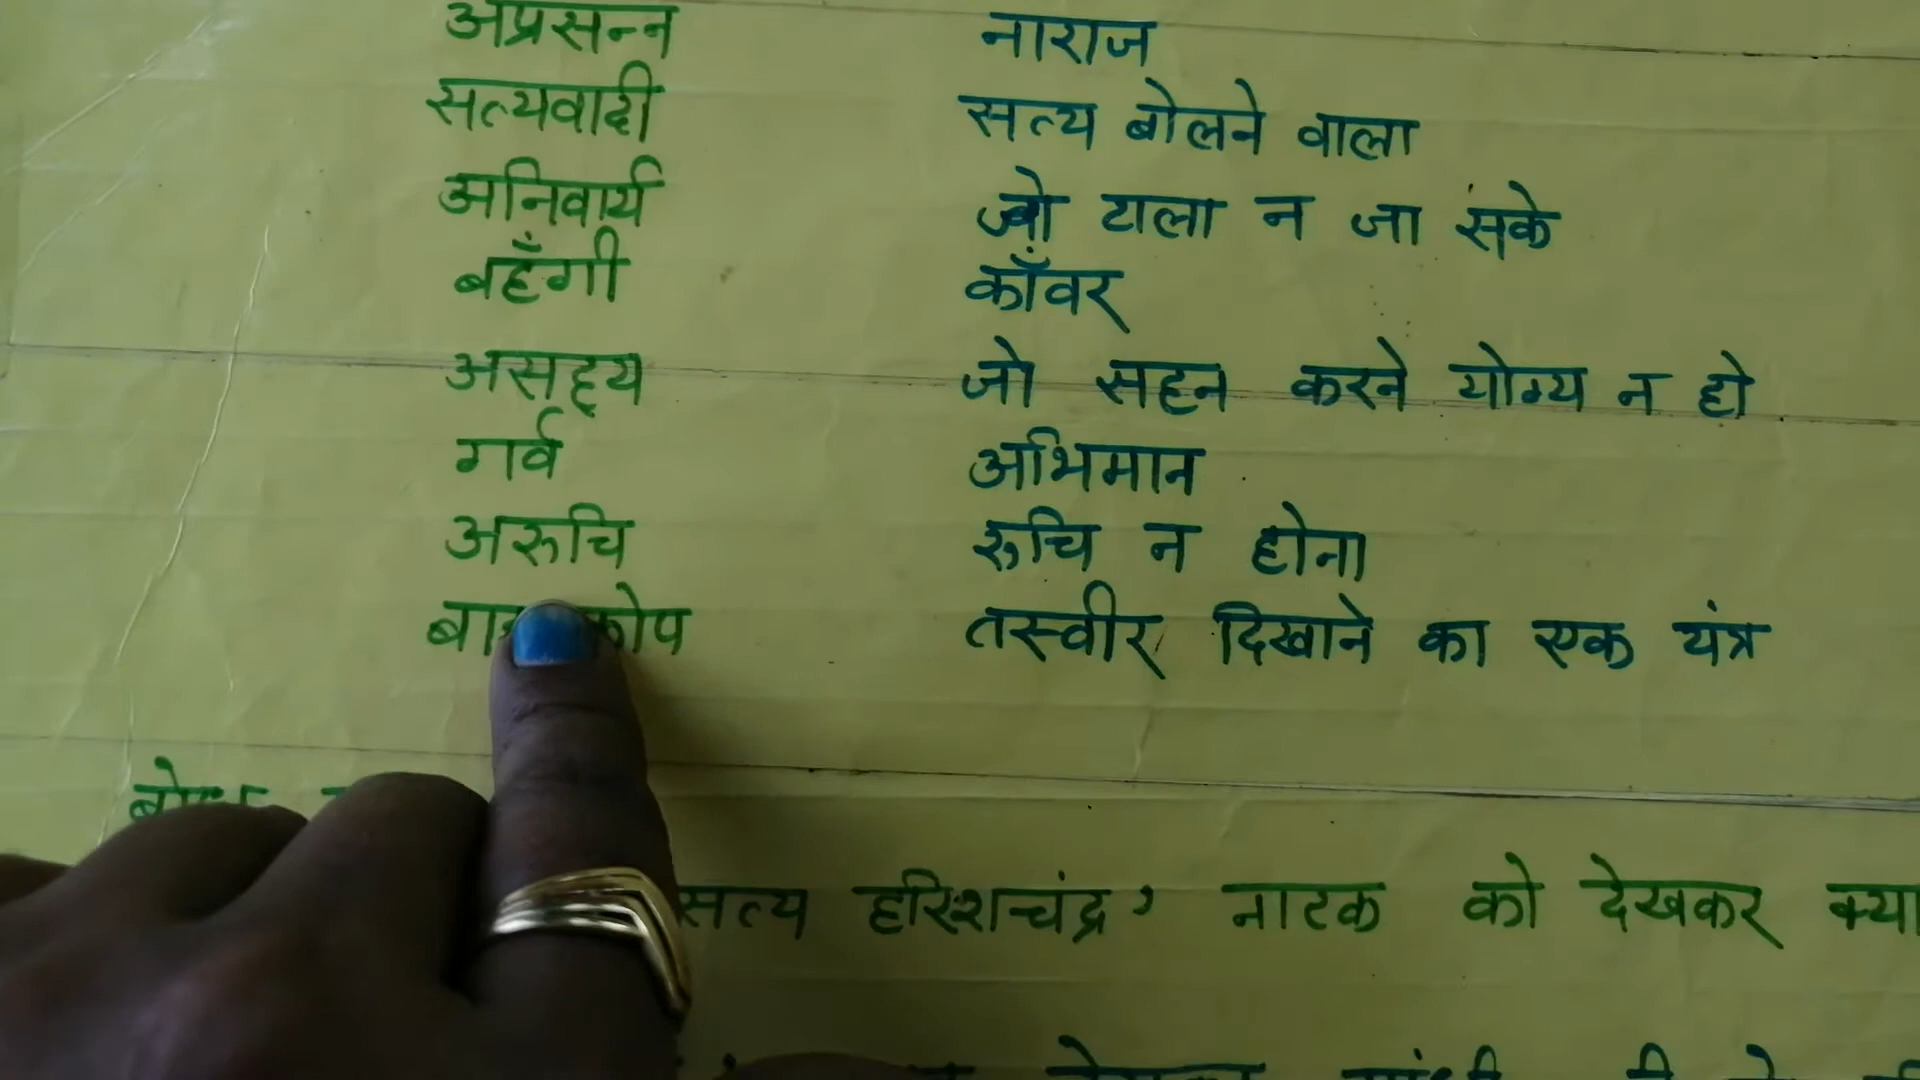 अप्रसन्न नाराज
सत्यवादी सत्य बोलने वाला
अनिवार्य जो टाला न जा सके
बहँगी काँवर
असह्य जो सहन करने योग्य न हो
गर्व अभिमान
अरुचि रुचि न होना
तस्वीर दिखाने का एक यंत्र
सत्य हरिशचंद्र' नाटक को देखकर क्या